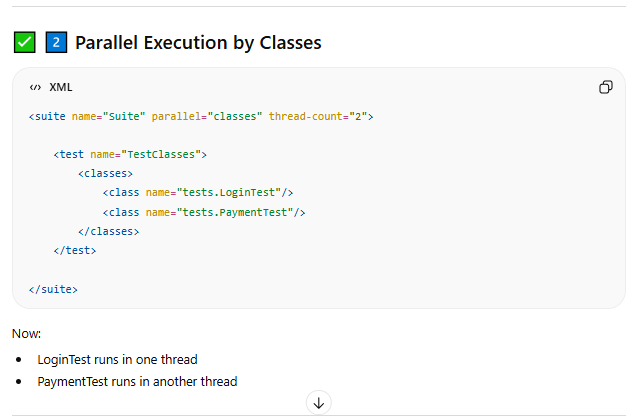 ✅ 2️⃣ Parallel Execution by Classes
</> XML
<suite name="Suite" parallel="classes" thread-count="2">
    <test name="TestClasses">
        <classes>
            <class name="tests.LoginTest"/>
            <class name="tests.PaymentTest"/>
        </classes>
    </test>
</suite>
Now:
• LoginTest runs in one thread
• PaymentTest runs in another thread